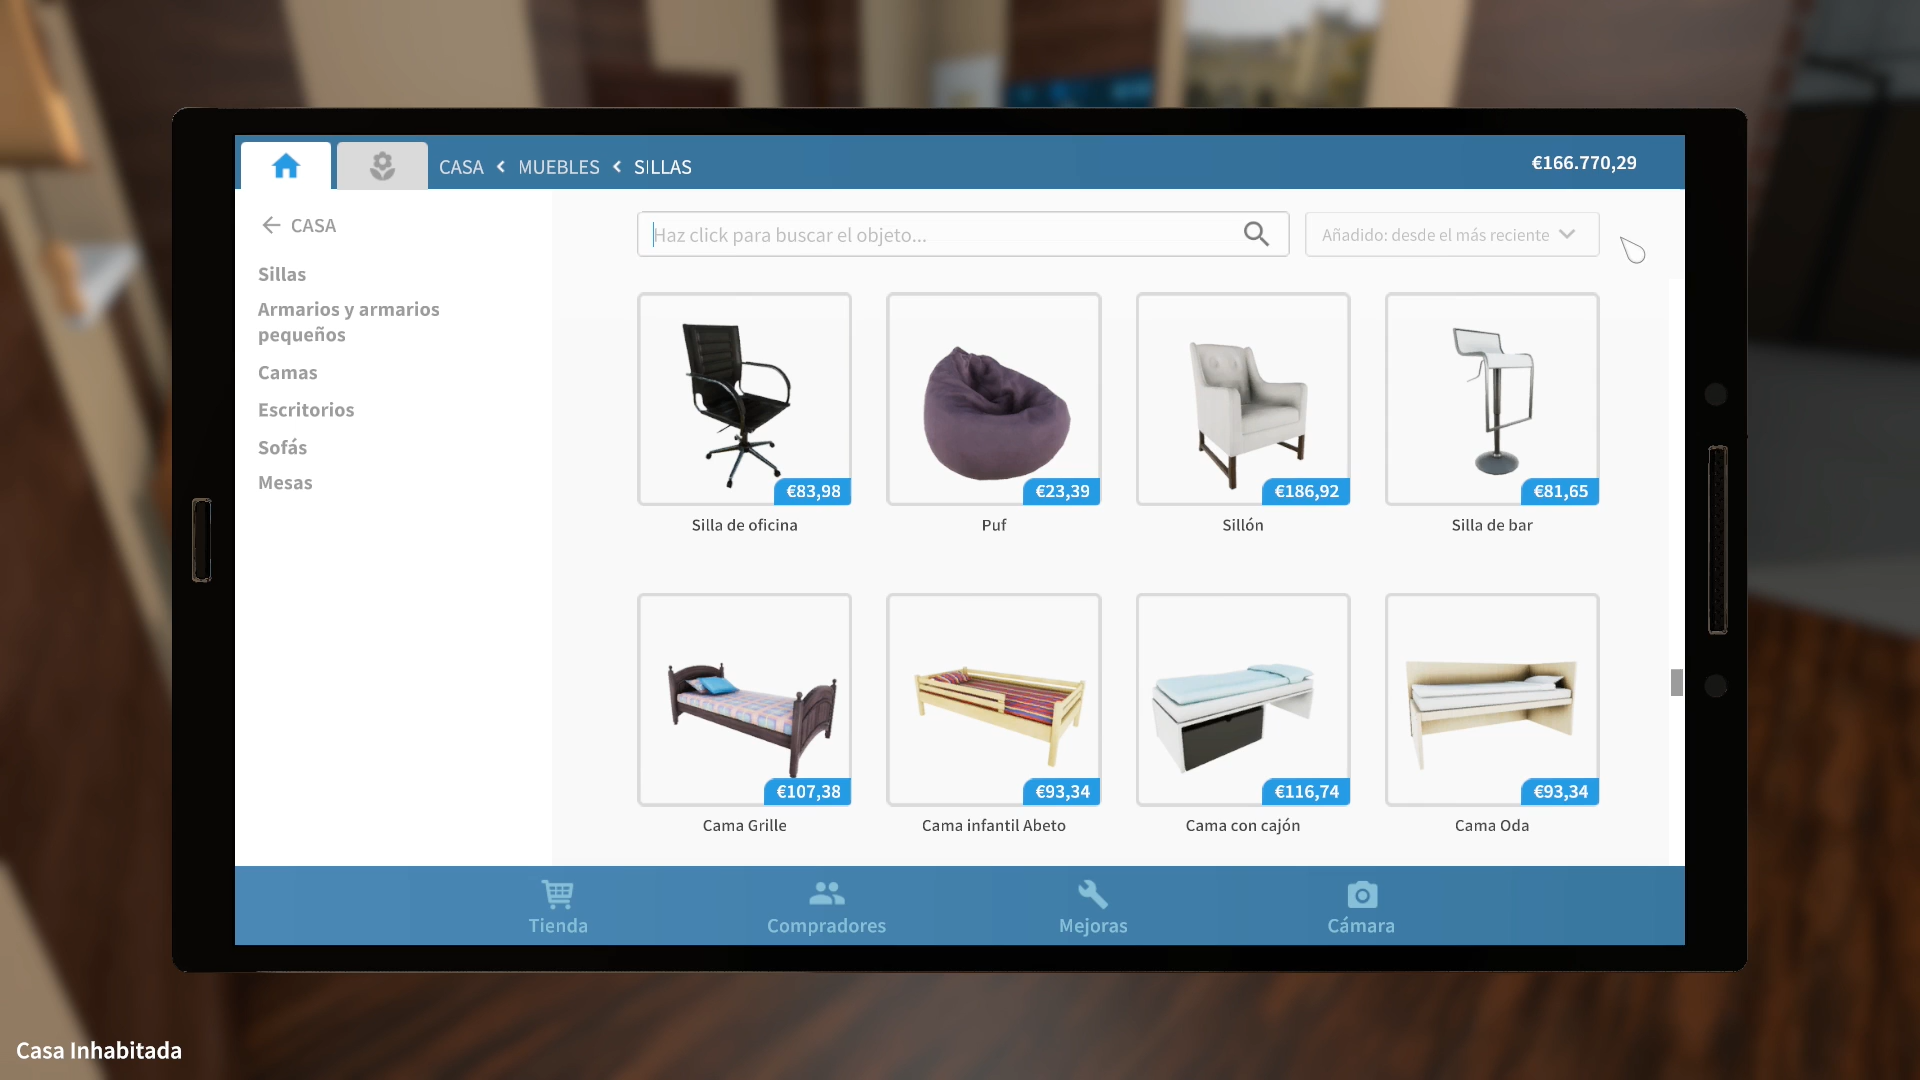 CASA < MUEBLES < SILLAS
€166.770,29
CASA
Haz click para buscar el objeto...
Añadido: desde el más reciente
Sillas
Armarios y armarios
pequeños
Camas
Escritorios
Sofás
Mesas
€83,98
€23,39
€186,92
€81,65
Silla de oficina
Puf
Sillón
Silla de bar
€107,38
€93,34
€116,74
€93,34
Cama Grille
Cama infantil Abeto
Cama con cajón
Cama Oda
Tienda
Compradores
Mejoras
Cámara
Casa Inhabitada